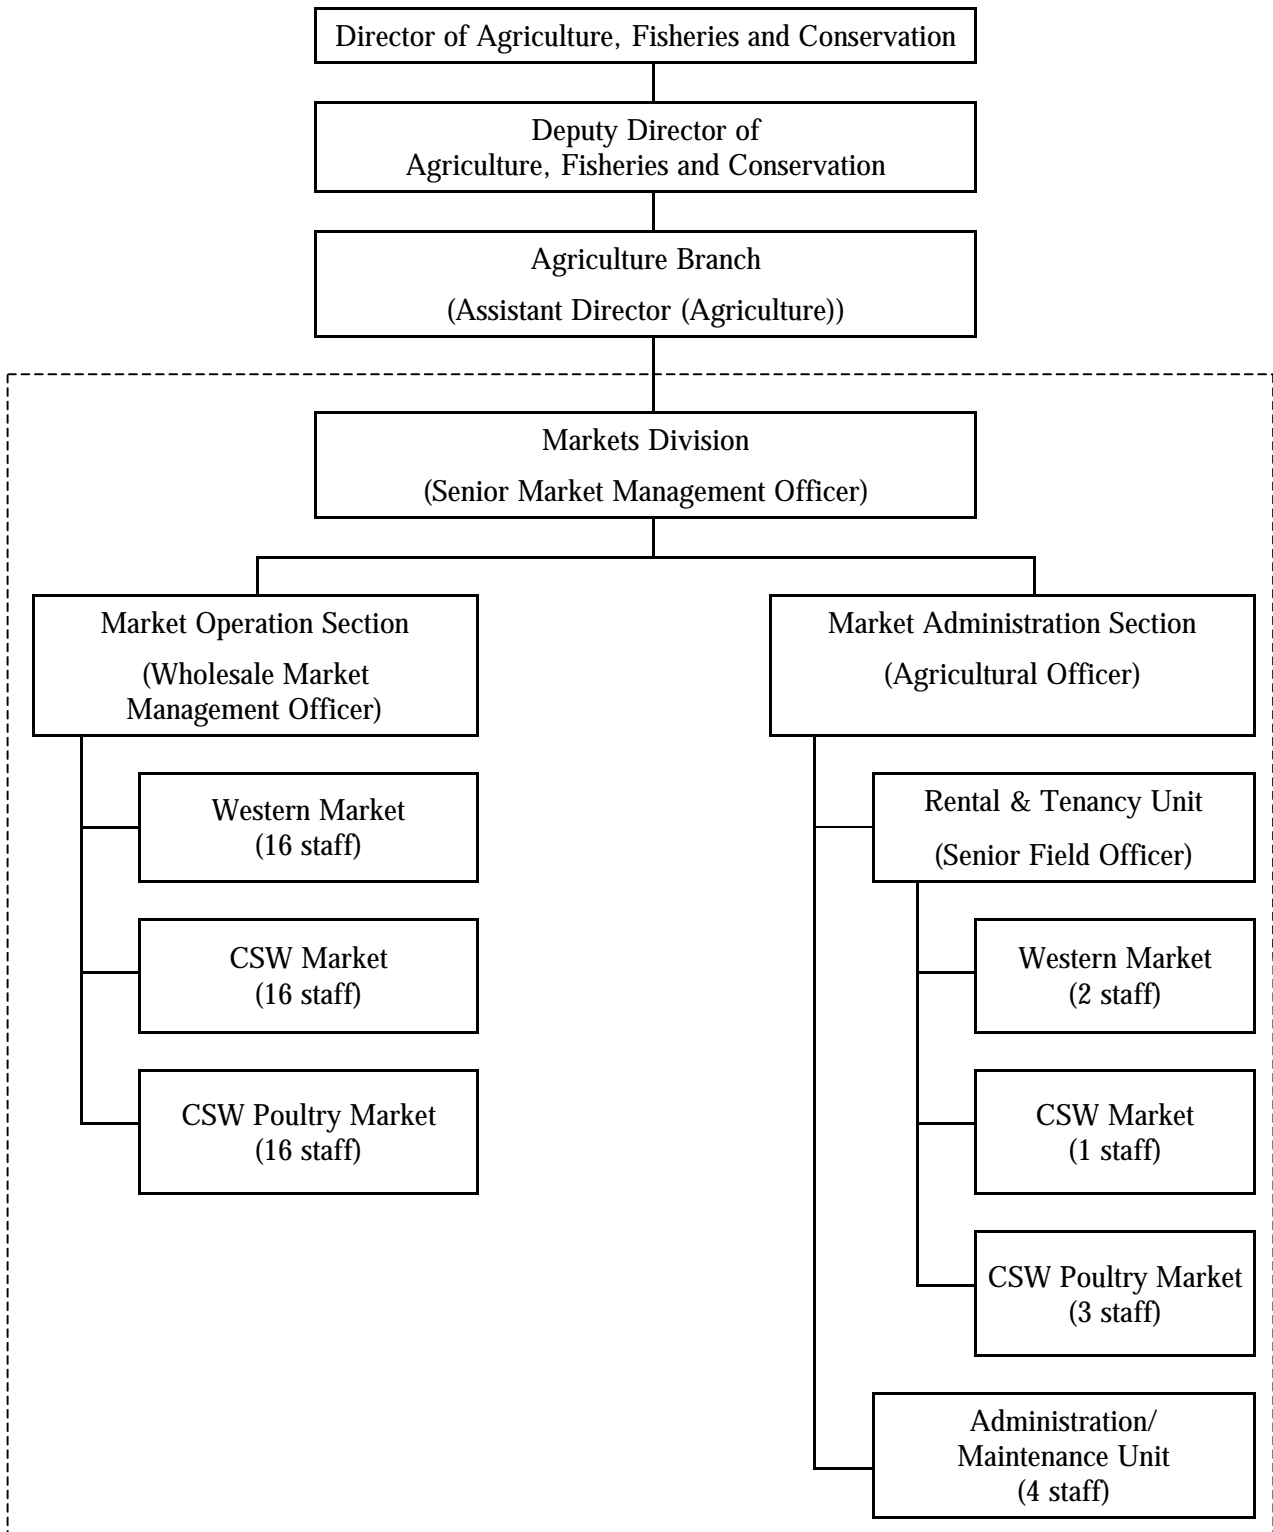 Director of Agriculture, Fisheries and Conservation
Deputy Director of
Agriculture, Fisheries and Conservation
Agriculture Branch
(Assistant Director (Agriculture))
Markets Division
(Senior Market Management Officer)
Market Operation Section
(Wholesale Market
Management Officer)
Western Market
(16 staff)
CSW Market
(16 staff)
CSW Poultry Market
(16 staff)
Market Administration Section
(Agricultural Officer)
Rental & Tenancy Unit
(Senior Field Officer)
Western Market
(2 staff)
CSW Market
(1 staff)
CSW Poultry Market
(3 staff)
Administration/
Maintenance Unit
(4 staff)